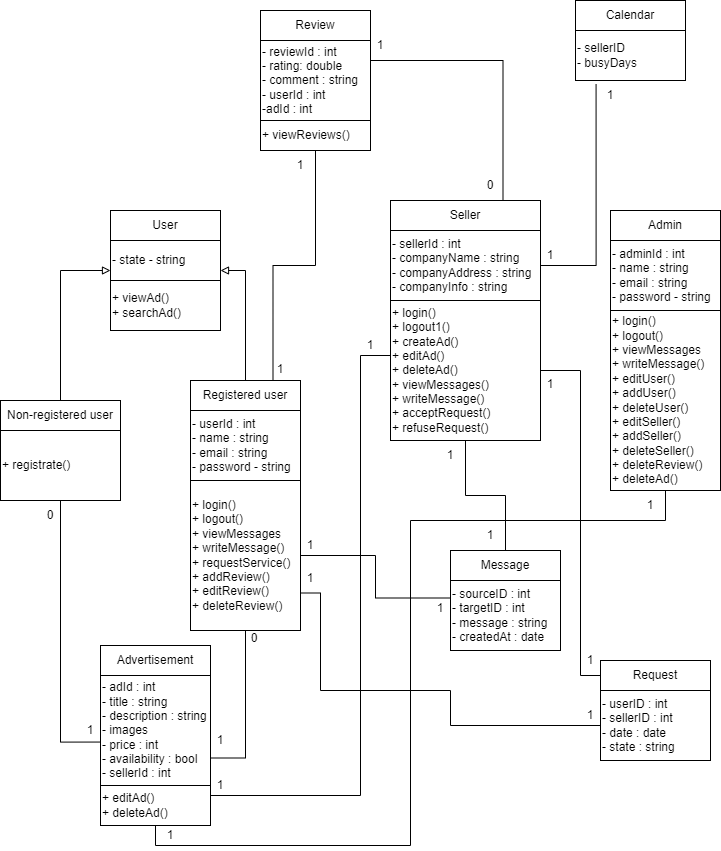 Review
- reviewId : int
- rating: double
- comment : string
- userId : int
-adId : int
+ viewReviews()
1
1
0
Calendar
- sellerID
- busyDays
1
User
- state - string
+ viewAd()
+ searchAd()
Seller
- sellerId : int
- companyName : string
- companyAddress : string
- companyInfo : string
+ login()
+ logout1()
+ createAd()
+ editAd()
+ deleteAd()
+ viewMessages()
+ writeMessage()
+ acceptRequest()
+ refuseRequest()
1
1
1
1
Admin
- adminId : int
- name : string
- email : string
- password - string
+ login()
+ logout()
+ viewMessages
+ writeMessage()
+ editUser()
+ addUser()
+ deleteUser()
+ editSeller()
+ addSeller()
+ deleteSeller()
+ deleteReview()
+ deleteAd()
1
Non-registered user
+ registrate()
0
1
Registered user
- userId : int
- name : string
- email : string
- password - string
+ login()
+ logout()
+ viewMessages
+ writeMessage()
+ requestService()
+ addReview()
+ editReview()
+ deleteReview()
1
1
0
1
1
Message
- sourceID : int
- targetID : int
- message : string
- createdAt : date
Advertisement
- adId : int
- title : string
- description : string
- images
- price : int
- availability : bool
- sellerId : int
+ editAd()
+ deleteAd()
1
1
1
1
1
1
Request
- userID : int
- sellerID : int
- date : date
- state : string